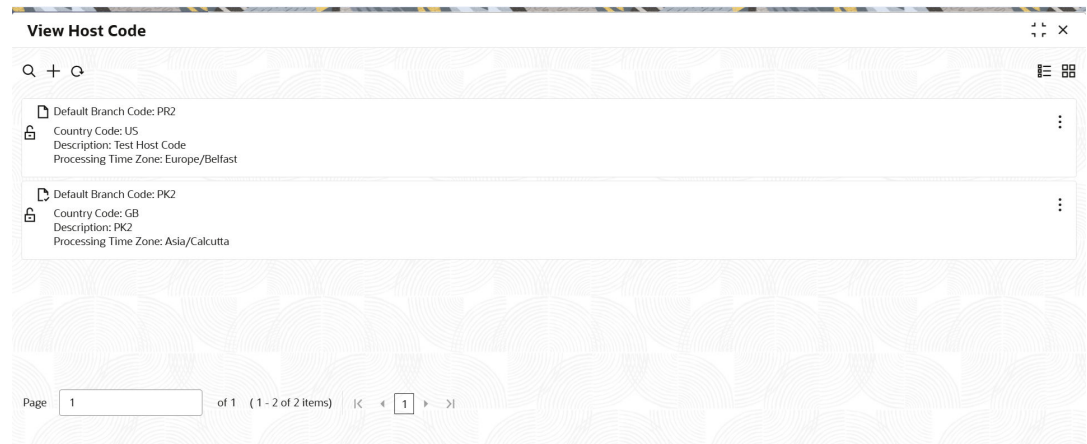 View Host Code
Default Branch Code: PR2
Country Code: US
Description: Test Host Code
Processing Time Zone: Europe/Belfast
Default Branch Code: PK2
Country Code: GB
Description: PK2
Processing Time Zone: Asia/Calcutta
Page 1 of 1 ( 1 - 2 of 2 items) 1